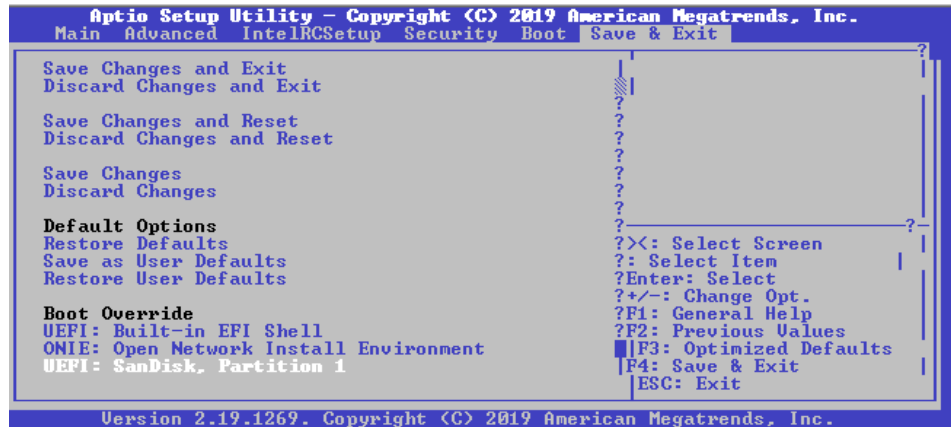 Aptio Setup Utility – Copyright (C) 2019 American Megatrends, Inc.
Main Advanced IntelRCSetup Security Boot Save & Exit
?
Save Changes and Exit
Discard Changes and Exit
?
Save Changes and Reset ?
Discard Changes and Reset ?
?
Save Changes ?
Discard Changes ?
?
Default Options ? ?
Restore Defaults ?><: Select Screen
Save as User Defaults ?: Select Item
Restore User Defaults ?Enter: Select
?+/-: Change Opt.
Boot Override ?F1: General Help
UEFI: Built-in EFI Shell ?F2: Previous Values
ONIE: Open Network Install Environment F3: Optimized Defaults
UEFI: SanDisk, Partition 1 F4: Save & Exit
ESC: Exit
Version 2.19.1269. Copyright (C) 2019 American Megatrends, Inc.